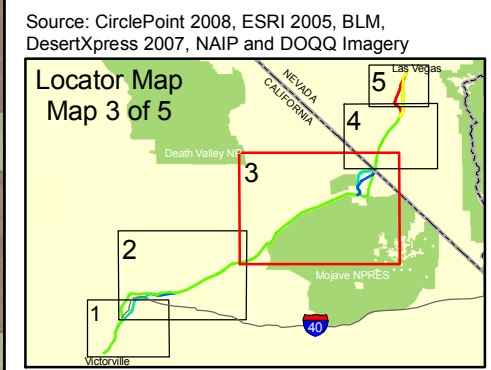 Source: CirclePoint 2008, ESRI 2005, BLM,
DesertXpress 2007, NAIP and DOQQ Imagery
Locator Map
Map 3 of 5
5
Las Vegas
NEVADA
CALIFORNIA
4
Death Valley NP
3
2
Mojave NPRES
1
40
Victorville